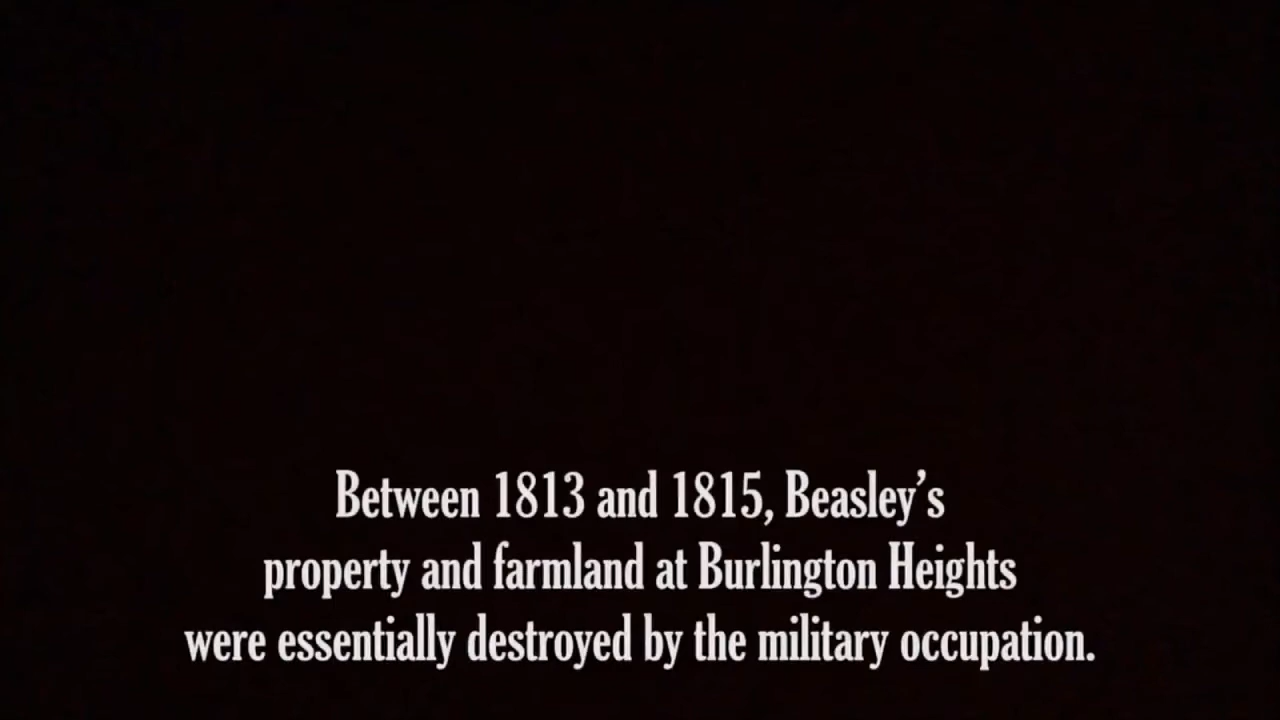 Between 1813 and 1815, Beasley’s
property and farmland at Burlington Heights
were essentially destroyed by the military occupation.